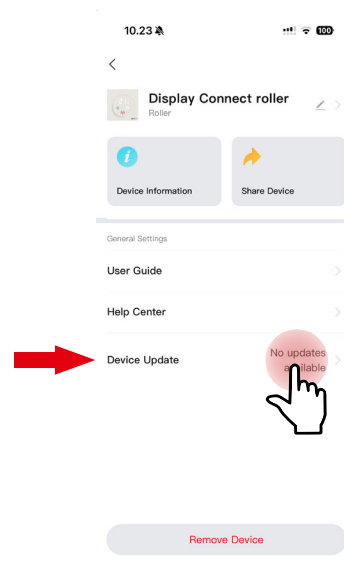 10.23
100
Display Connect roller
Roller
Device Information
Share Device
General Settings
User Guide
Help Center
Device Update
No updates
available
Remove Device